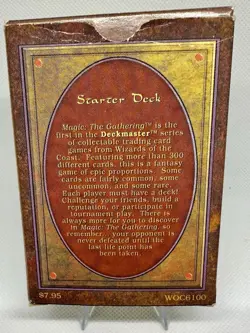 Starter Deck
Magic: The Gathering™ is the
first in the Deckmaster™ series
of collectable trading card
games from Wizards of the
Coast. Featuring more than 300
different cards, this is a fantasy
game of epic proportions. Some
cards are fairly common, some
uncommon, and some rare.
Each player must have a deck!
Challenge your friends, build a
reputation, or participate in
tournament play. There is
always more for you to discover
in Magic: The Gathering, so
remember... your opponent is
never defeated until the
last life point has
been taken.
$7.95 WOC6100